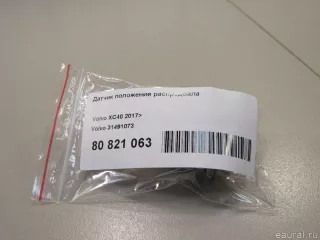 Датчик положения распредвала
Volvo XC40 2017>
Volvo 31491073
80 821 063
eaural.ru